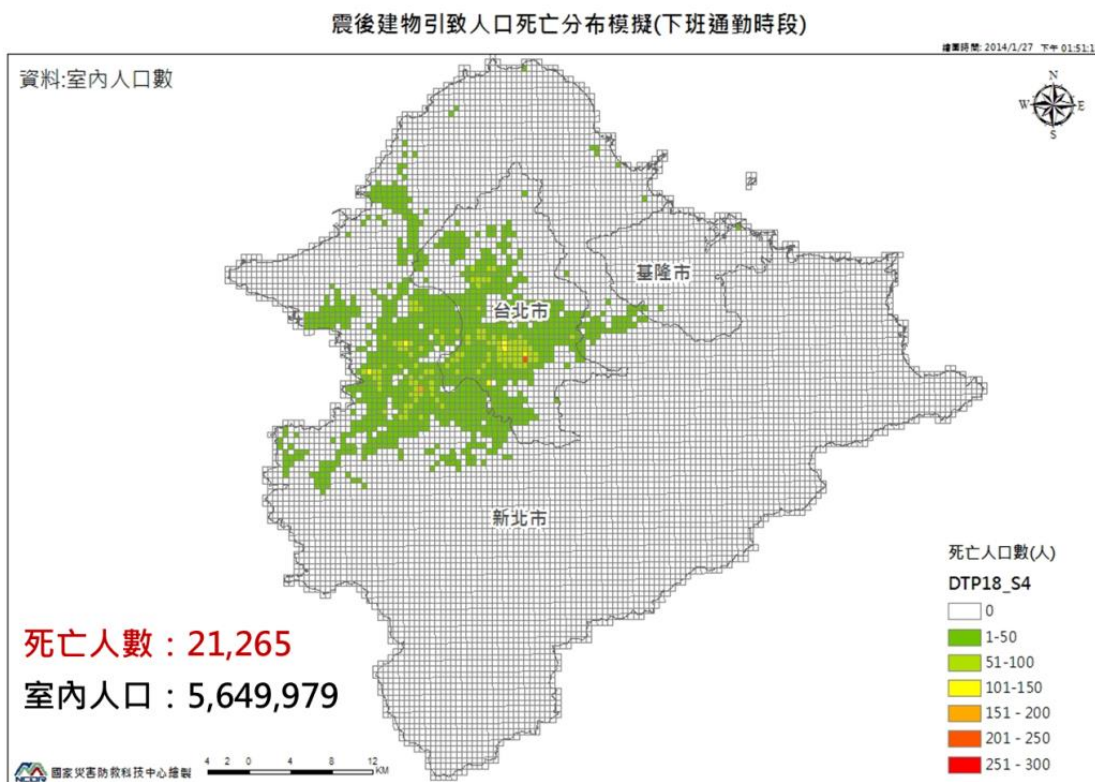 震後建物引致人口死亡分布模擬(下班通勤時段)
繪圖時間: 2014/1/27 下午 01:51:1
資料:室內人口數
N
W
E
S
基隆市
台北市
新北市
死亡人數：21,265
室內人口：5,649,979
死亡人口數(人)
DTP18_S4
0
1-50
51-100
101-150
151 - 200
201 - 250
251 - 300
NCDR
國家災害防救科技中心繪製
4 2 0 4 8 12
KM